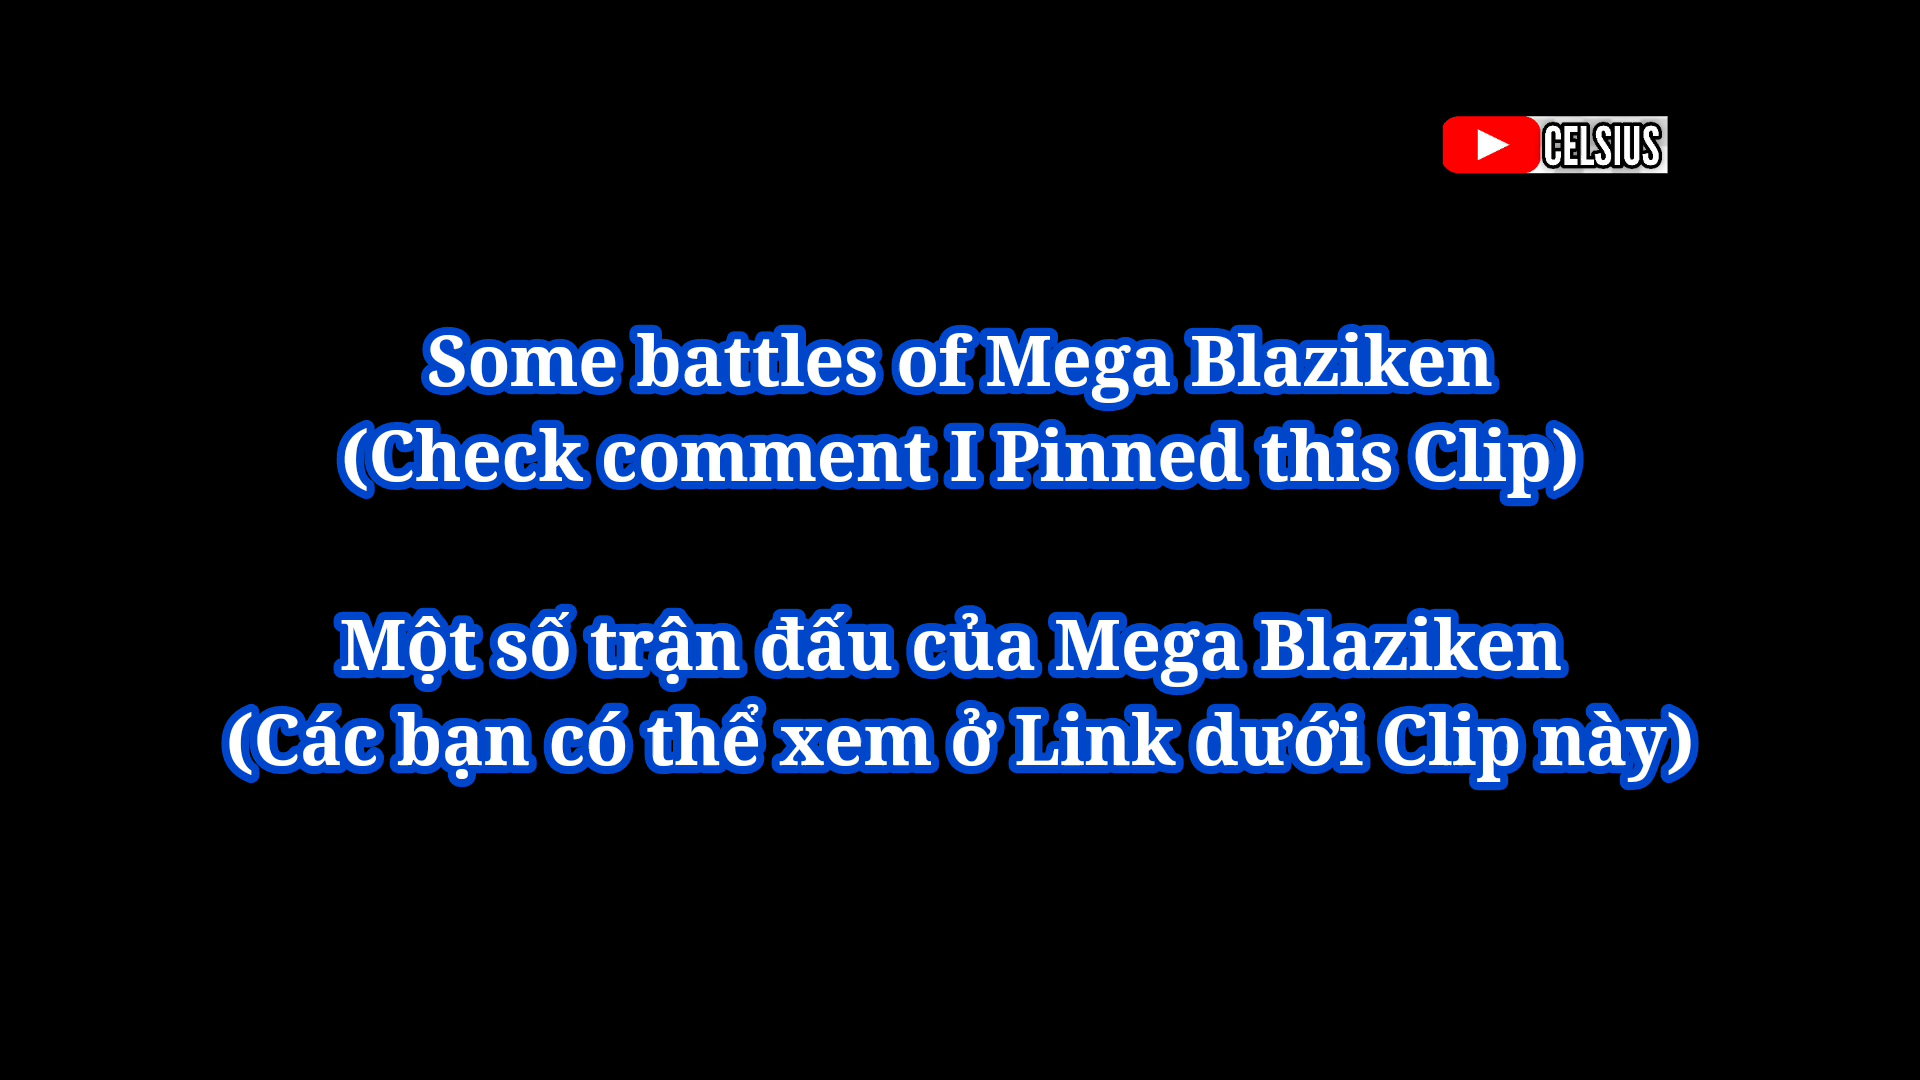 CELSIUS
Some battles of Mega Blaziken
(Check comment I Pinned this Clip)
Một số trận đấu của Mega Blaziken
(Các bạn có thể xem ở Link dưới Clip này)